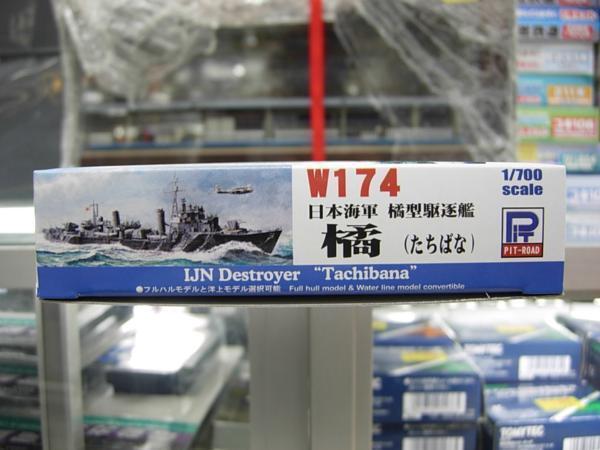 W174
1/700
scale
日本海軍 橘型駆逐艦
橘 (たちばな)
PIT-ROAD
IJN Destroyer "Tachibana"
●フルハルモデルと洋上モデル選択可能 Full hull model & Water line model convertible
TOMYTEC
TOMYTEC